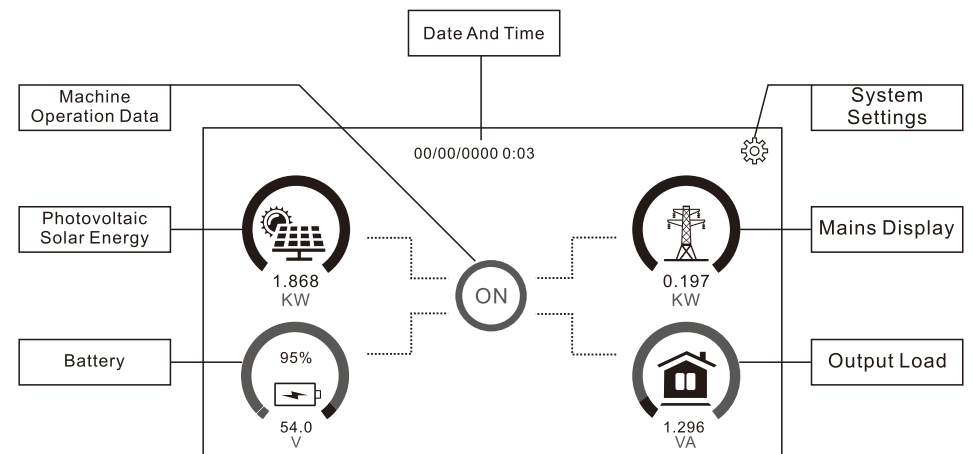 Date And Time
Machine
Operation Data
System
Settings
00/00/0000 0:03
Photovoltaic
Solar Energy
Mains Display
1.868
KW
ON
0.197
KW
Battery
95%
Output Load
54.0
V
1.296
VA